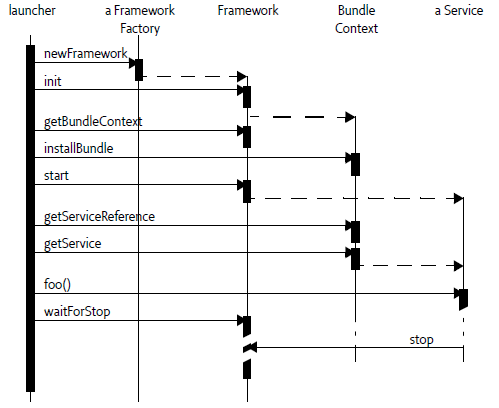 launcher
a Framework
Factory
Framework
Bundle
Context
a Service
newFramework
init
getBundleContext
installBundle
start
getServiceReference
getService
foo()
waitForStop
stop